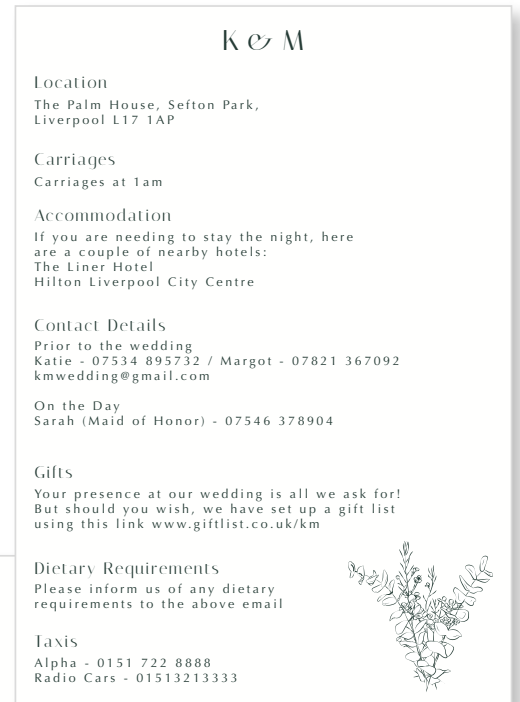 K & M
Location
The Palm House, Sefton Park,
Liverpool L17 1AP
Carriages
Carriages at 1am
Accommodation
If you are needing to stay the night, here
are a couple of nearby hotels:
The Liner Hotel
Hilton Liverpool City Centre
Contact Details
Prior to the wedding
Katie - 07534 895732 / Margot - 07821 367092
kmwedding@gmail.com
On the Day
Sarah (Maid of Honor) - 07546 378904
Gifts
Your presence at our wedding is all we ask for!
But should you wish, we have set up a gift list
using this link www.giftlist.co.uk/km
Dietary Requirements
Please inform us of any dietary
requirements to the above email
Taxis
Alpha - 0151 722 8888
Radio Cars - 01513213333